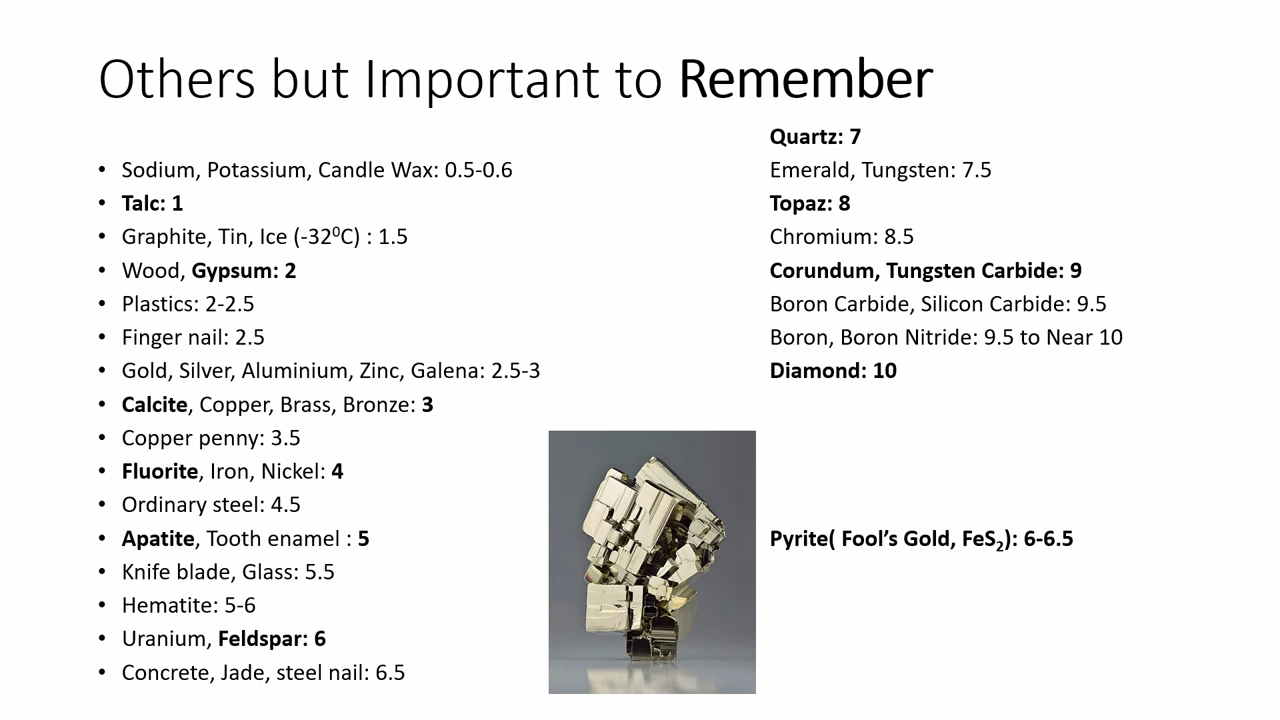 Others but Important to Remember
• Sodium, Potassium, Candle Wax: 0.5-0.6
• Talc: 1
• Graphite, Tin, Ice (-32⁰C) : 1.5
• Wood, Gypsum: 2
• Plastics: 2-2.5
• Finger nail: 2.5
• Gold, Silver, Aluminium, Zinc, Galena: 2.5-3
• Calcite, Copper, Brass, Bronze: 3
• Copper penny: 3.5
• Fluorite, Iron, Nickel: 4
• Ordinary steel: 4.5
• Apatite, Tooth enamel : 5
• Knife blade, Glass: 5.5
• Hematite: 5-6
• Uranium, Feldspar: 6
• Concrete, Jade, steel nail: 6.5
Quartz: 7
Emerald, Tungsten: 7.5
Topaz: 8
Chromium: 8.5
Corundum, Tungsten Carbide: 9
Boron Carbide, Silicon Carbide: 9.5
Boron, Boron Nitride: 9.5 to Near 10
Diamond: 10
Pyrite( Fool’s Gold, FeS₂): 6-6.5